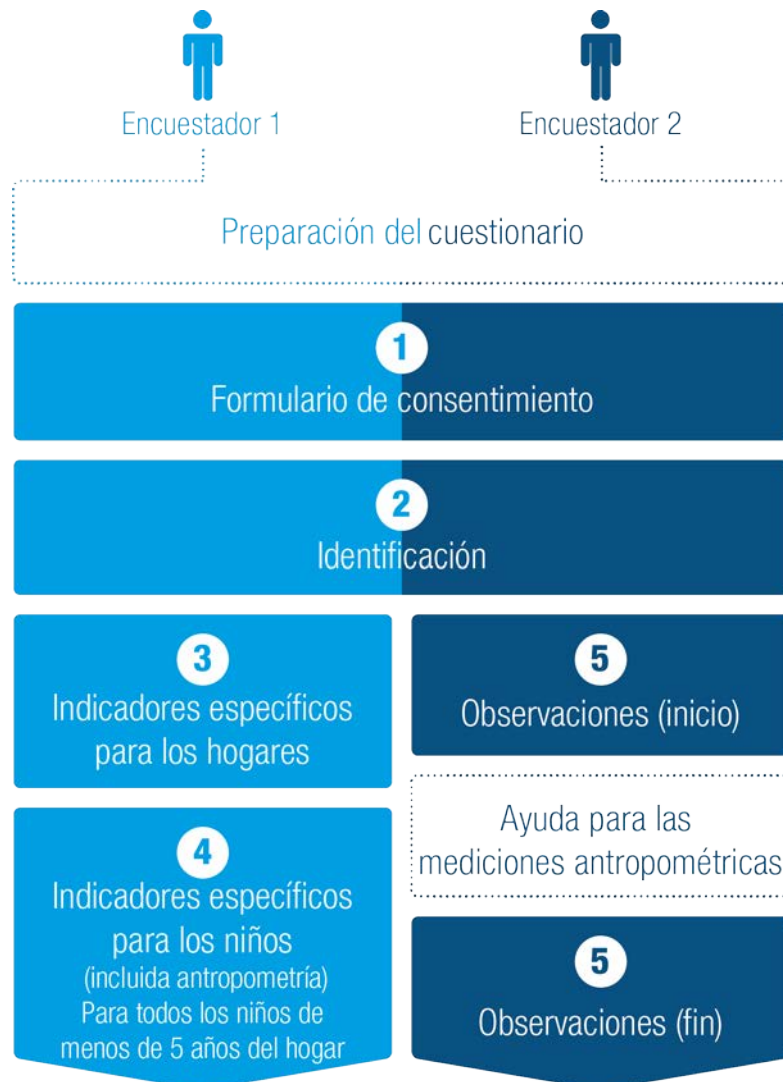 Encuestador 1
Encuestador 2
Preparación del cuestionario
1
Formulario de consentimiento
2
Identificación
3
Indicadores específicos
para los hogares
5
Observaciones (inicio)
Ayuda para las
mediciones antropométricas
4
Indicadores específicos
para los niños
(incluida antropometría)
Para todos los niños de
menos de 5 años del hogar
5
Observaciones (fin)